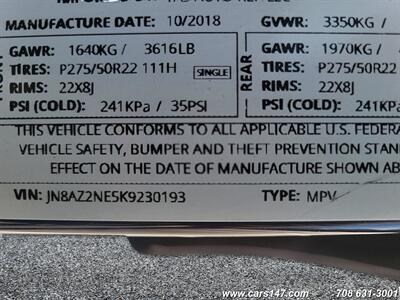 MANUFACTURE DATE: 10/2018 GVWR: 3350KG /
GAWR: 1640KG / 3616LB GAWR: 1970KG / 4
TIRES: P275/50R22 111H SINGLE TIRES: P275/50R22
RIMS: 22X8J REAR RIMS: 22X8J
PSI (COLD): 241KPa / 35PSI PSI (COLD): 241KPa
THIS VEHICLE CONFORMS TO ALL APPLICABLE U.S. FEDERA
VEHICLE SAFETY, BUMPER AND THEFT PREVENTION STAN
EFFECT ON THE DATE OF MANUFACTURE SHOWN AB
VIN: JN8AZ2NE5K9230193 TYPE: MPV
© www.cars147.com 708 631-3001